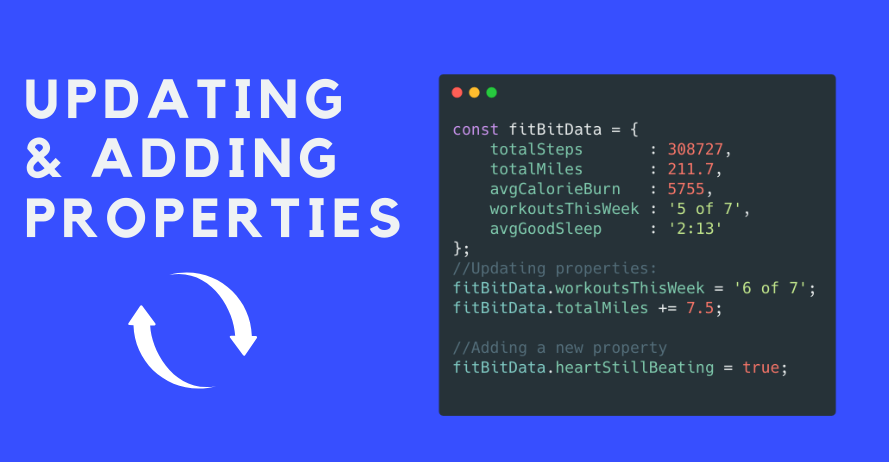 UPDATING
& ADDING
PROPERTIES
const fitBitData = {
    totalSteps       : 308727,
    totalMiles       : 211.7,
    avgCalorieBurn   : 5755,
    workoutsThisWeek : '5 of 7',
    avgGoodSleep     : '2:13'
};
//Updating properties:
fitBitData.workoutsThisWeek = '6 of 7';
fitBitData.totalMiles += 7.5;
//Adding a new property
fitBitData.heartStillBeating = true;